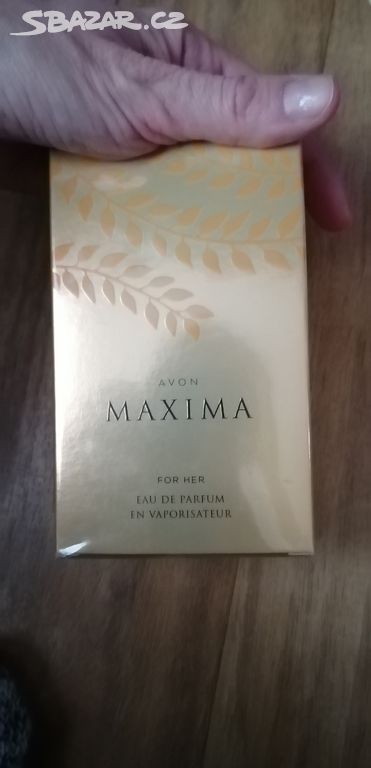 SBAZAR.CZ
AVON
MAXIMA
FOR HER
EAU DE PARFUM
EN VAPORISATEUR